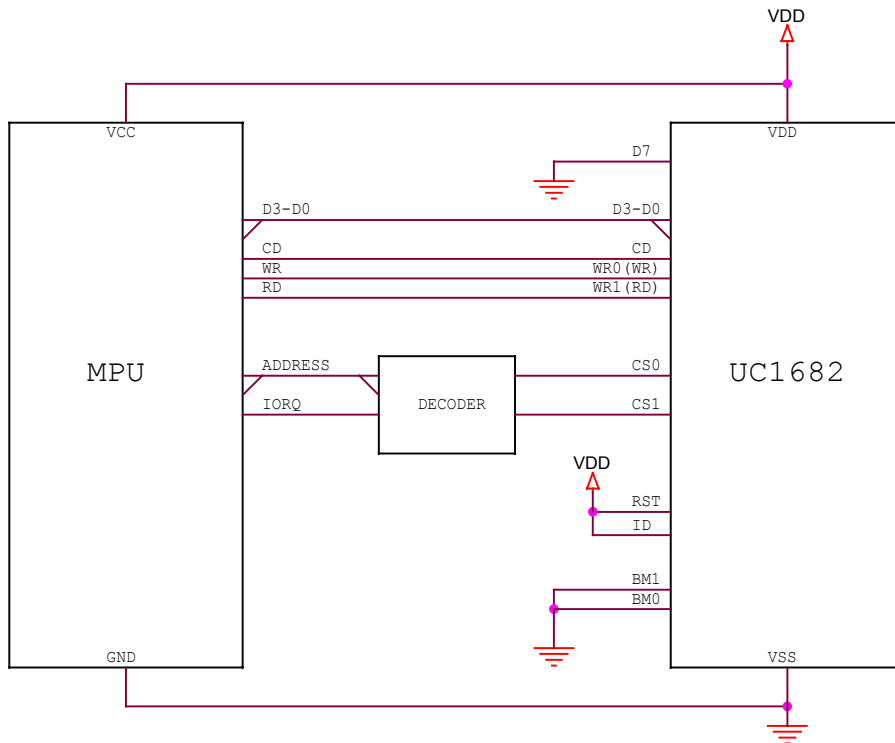 VDD
VCC
VDD
D7
D3-D0
D3-D0
CD
CD
WR
WR0(WR)
RD
WR1(RD)
MPU
ADDRESS
CS0
UC1682
IORQ
DECODER
CS1
VDD
RST
ID
BM1
BM0
GND
VSS